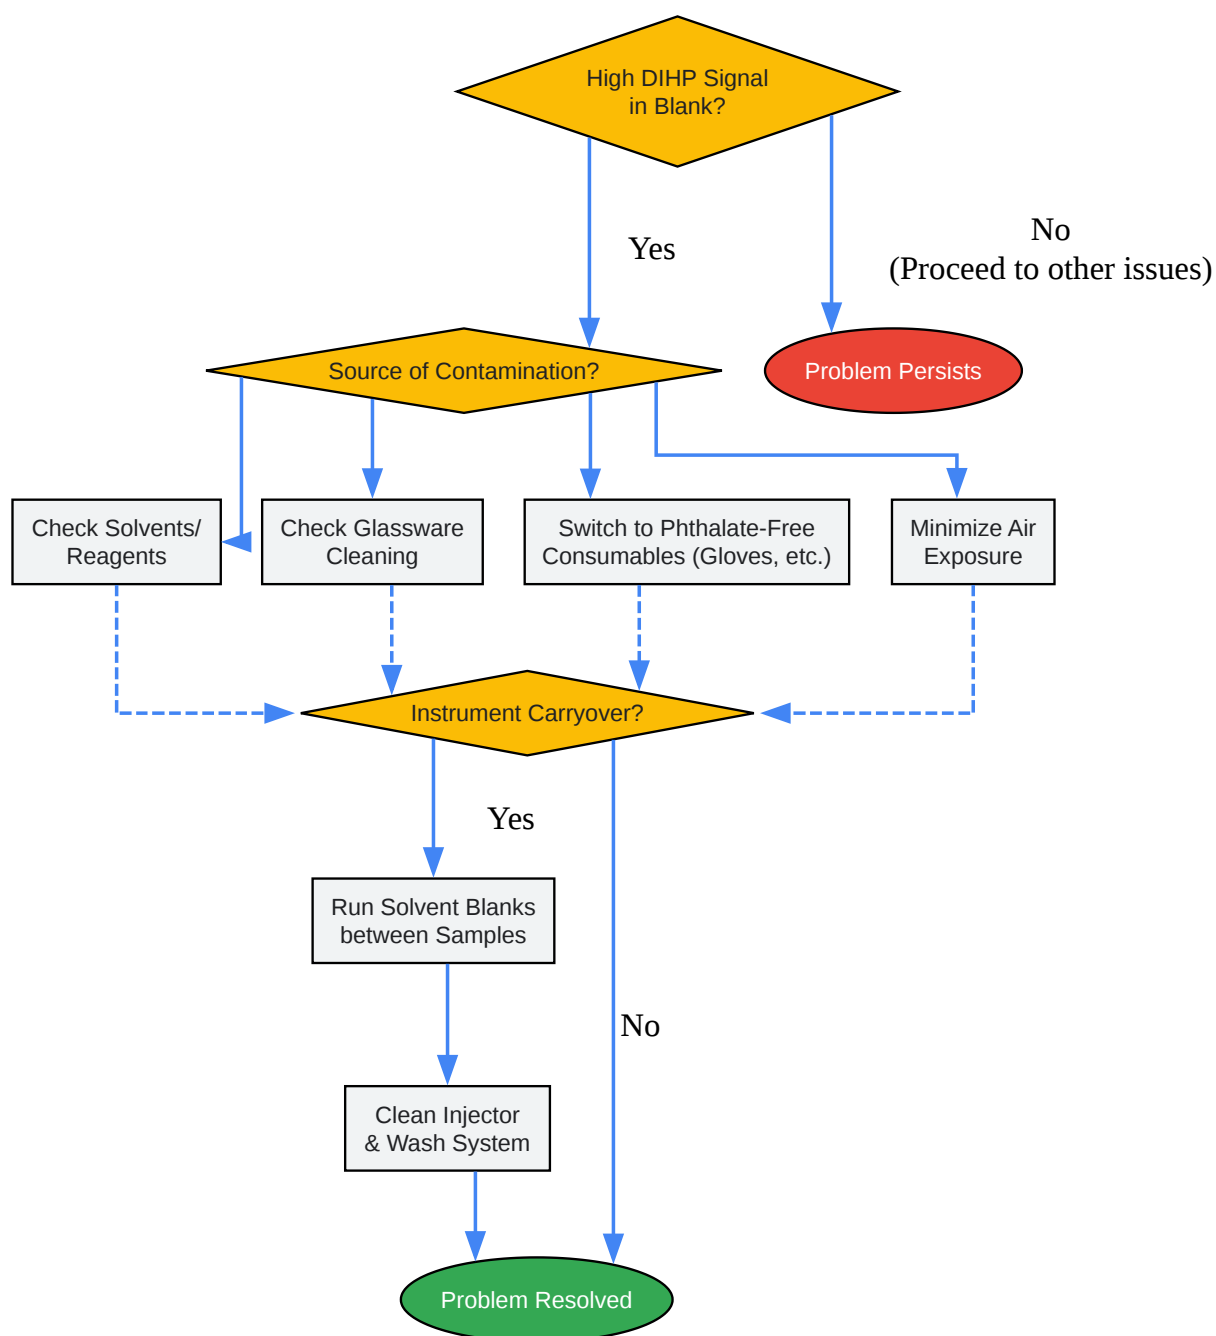 High DIHP Signal
in Blank?
Yes
No
(Proceed to other issues)
Source of Contamination?
Problem Persists
Check Solvents/
Reagents
Check Glassware
Cleaning
Switch to Phthalate-Free
Consumables (Gloves, etc.)
Minimize Air
Exposure
Instrument Carryover?
Yes
Run Solvent Blanks
between Samples
No
Clean Injector
& Wash System
Problem Resolved